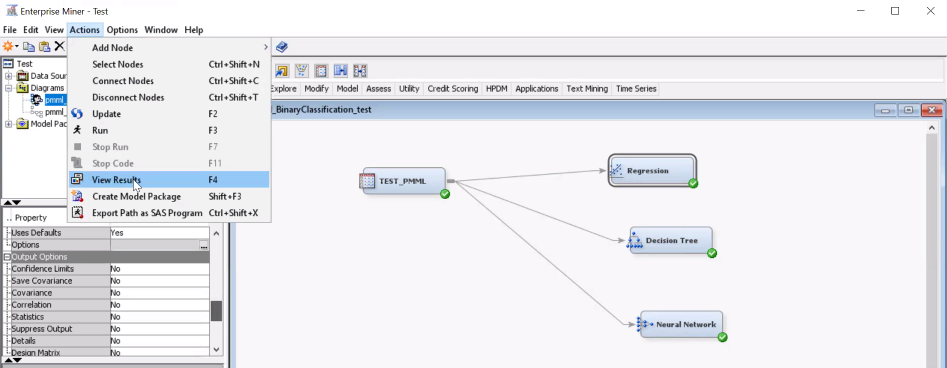 Enterprise Miner - Test
File Edit View Actions Options Window Help
Add Node
Select Nodes Ctrl+Shift+N
Connect Nodes Ctrl+Shift+C
Disconnect Nodes Ctrl+Shift+T
Update F2
Run F3
Stop Run F7
Stop Code F11
View Results F4
Create Model Package Shift+F3
Export Path as SAS Program Ctrl+Shift+X
Test
Data Sour
Diagrams
pmml_
pmml_
Model Pac
Explore Modify Model Assess Utility Credit Scoring HPDM Applications Text Mining Time Series
_BinaryClassification_test
TEST_PMML
Regression
Decision Tree
Neural Network
.. Property
Uses Defaults Yes
Options ...
Output Options
Confidence Limits No
Save Covariance No
Covariance No
Correlation No
Statistics No
Suppress Output No
Details No
Design Matrix No